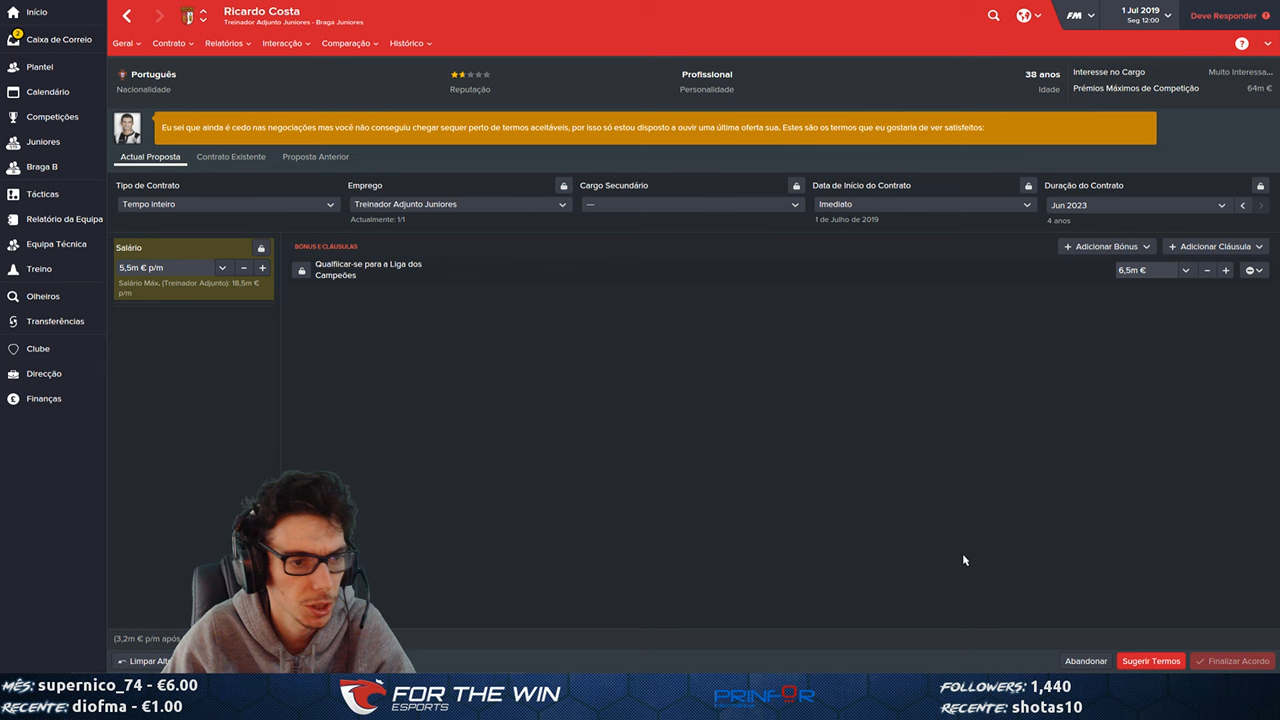 Início
2
Caixa de Correio
Plantel
Calendário
Competições
Juniores
Braga B
Tácticas
Relatório da Equipa
Equipa Técnica
Treino
Olheiros
Transferências
Clube
Direcção
Finanças
Ricardo Costa
Treinador Adjunto Juniores - Braga Juniores
FM
1 Jul 2019
Seg 12:00
Deve Responder
Geral
Contrato
Relatórios
Interacção
Comparação
Histórico
?
Português
Nacionalidade
Reputação
Profissional
Personalidade
38 anos
Idade
Interesse no Cargo
Muito Interessa...
Prémios Máximos de Competição
64m €
Eu sei que ainda é cedo nas negociações mas você não conseguiu chegar sequer perto de termos aceitáveis, por isso só estou disposto a ouvir uma última oferta sua. Estes são os termos que eu gostaria de ver satisfeitos:
Actual Proposta
Contrato Existente
Proposta Anterior
Tipo de Contrato
Tempo inteiro
Emprego
Treinador Adjunto Juniores
Actualmente: 1/1
Cargo Secundário
—
Data de Início do Contrato
Imediato
1 de Julho de 2019
Duração do Contrato
Jun 2023
4 anos
Salário
5,5m € p/m
Salário Máx. (Treinador Adjunto): 18,5m €
p/m
BÓNUS E CLÁUSULAS
Adicionar Bónus
Adicionar Cláusula
Qualfiicar-se para a Liga dos
Campeões
6,5m €
(3,2m € p/m após
Limpar Alt
Abandonar
Sugerir Termos
Finalizar Acordo
MÊS: supernico_74 - €6.00
RECENTE: diofma - €1.00
FOR THE WIN
ESPORTS
PRINFOR
FOLLOWERS: 1,440
RECENTE: shotas10